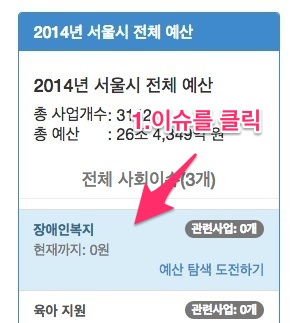 2014년 서울시 전체 예산
2014년 서울시 전체 예산
총 사업개수: 31
총 예산 : 26조 4,349억 원
1.이슈를 클릭
전체 사회이슈(3개)
장애인복지
관련사업: 0개
현재까지: 0원
예산 탐색 도전하기
육아 지원
관련사업: 0개